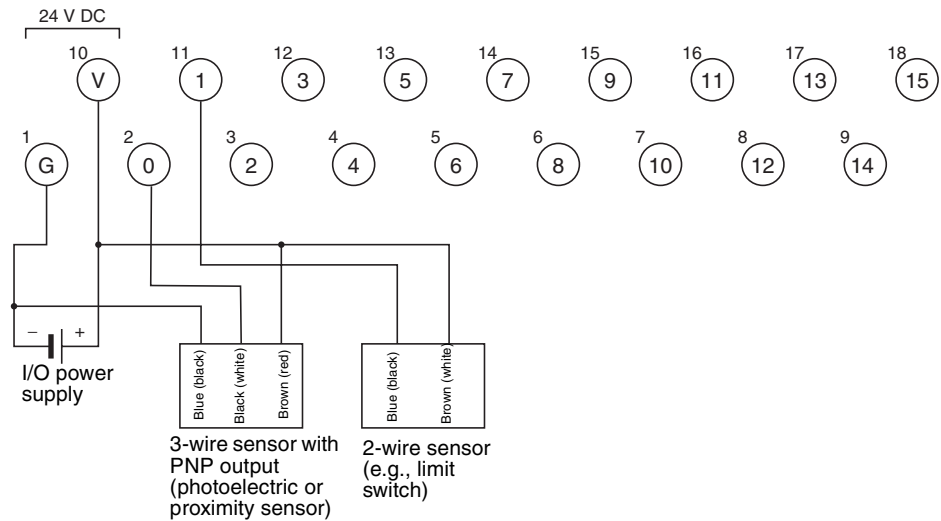 24 V DC
10 11 12 13 14 15 16 17 18
V 1 3 5 7 9 11 13 15
1 2 3 4 5 6 7 8 9
G 0 2 4 6 8 10 12 14
− +
I/O power
supply
Blue (black)
Black (white)
Brown (red)
3-wire sensor with
PNP output
(photoelectric or
proximity sensor)
Blue (black)
Brown (white)
2-wire sensor
(e.g., limit
switch)